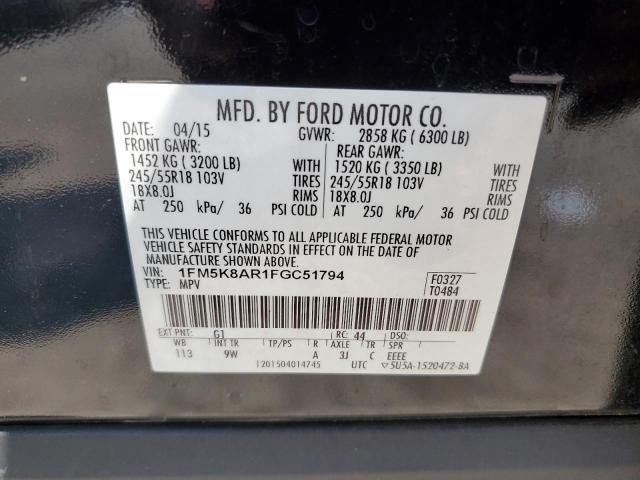 MFD. BY FORD MOTOR CO.
DATE: 04/15 GVWR: 2858 KG ( 6300 LB)
FRONT GAWR: REAR GAWR:
1452 KG ( 3200 LB) WITH 1520 KG ( 3350 LB) WITH
245/55R18 103V TIRES 245/55R18 103V TIRES
18X8.0J RIMS 18X8.0J RIMS
AT 250 kPa/ 36 PSI COLD AT 250 kPa/ 36 PSI COLD
THIS VEHICLE CONFORMS TO ALL APPLICABLE FEDERAL MOTOR
VEHICLE SAFETY STANDARDS IN EFFECT ON THE DATE OF
MANUFACTURE SHOWN ABOVE.
VIN: 1FM5K8AR1FGC51794 F0327
TYPE: MPV T0484
EXT PNT: G1 RC: 44 DSO:
WB INT TR TP/PS R AXLE TR SPR
113 9W A 3J C EEEE
1201504014745 UTC ▽5U5A-1520472-BA